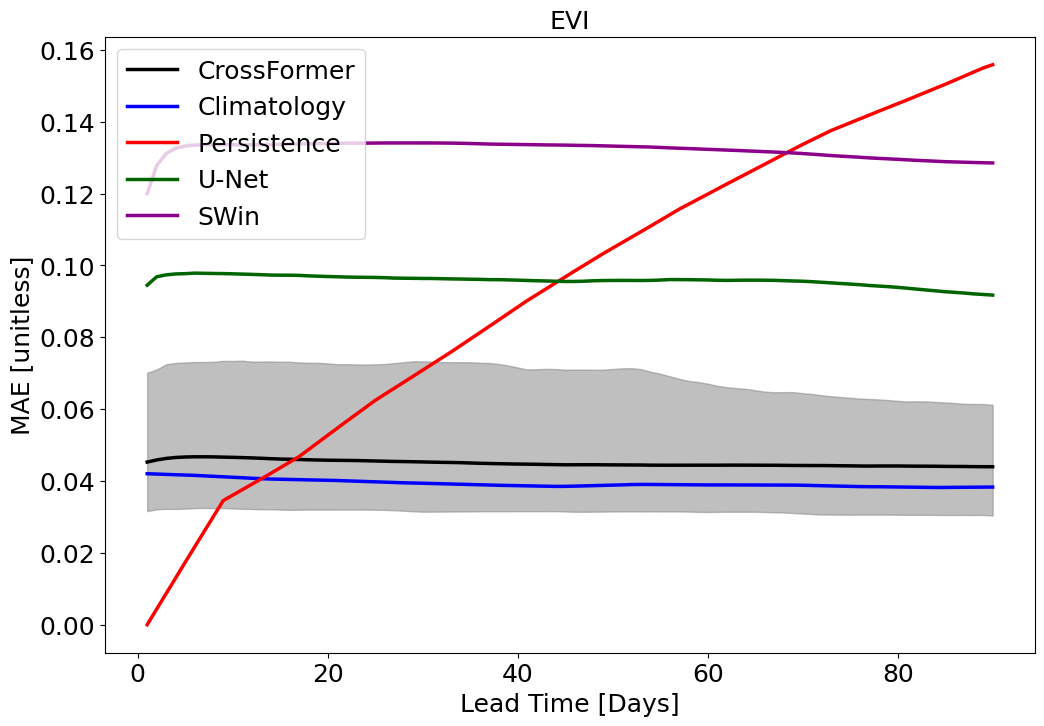 EVI
0.16
0.14
0.12
0.10
0.08
0.06
0.04
0.02
0.00
MAE [unitless]
CrossFormer
Climatology
Persistence
U-Net
SWin
0 20 40 60 80
Lead Time [Days]